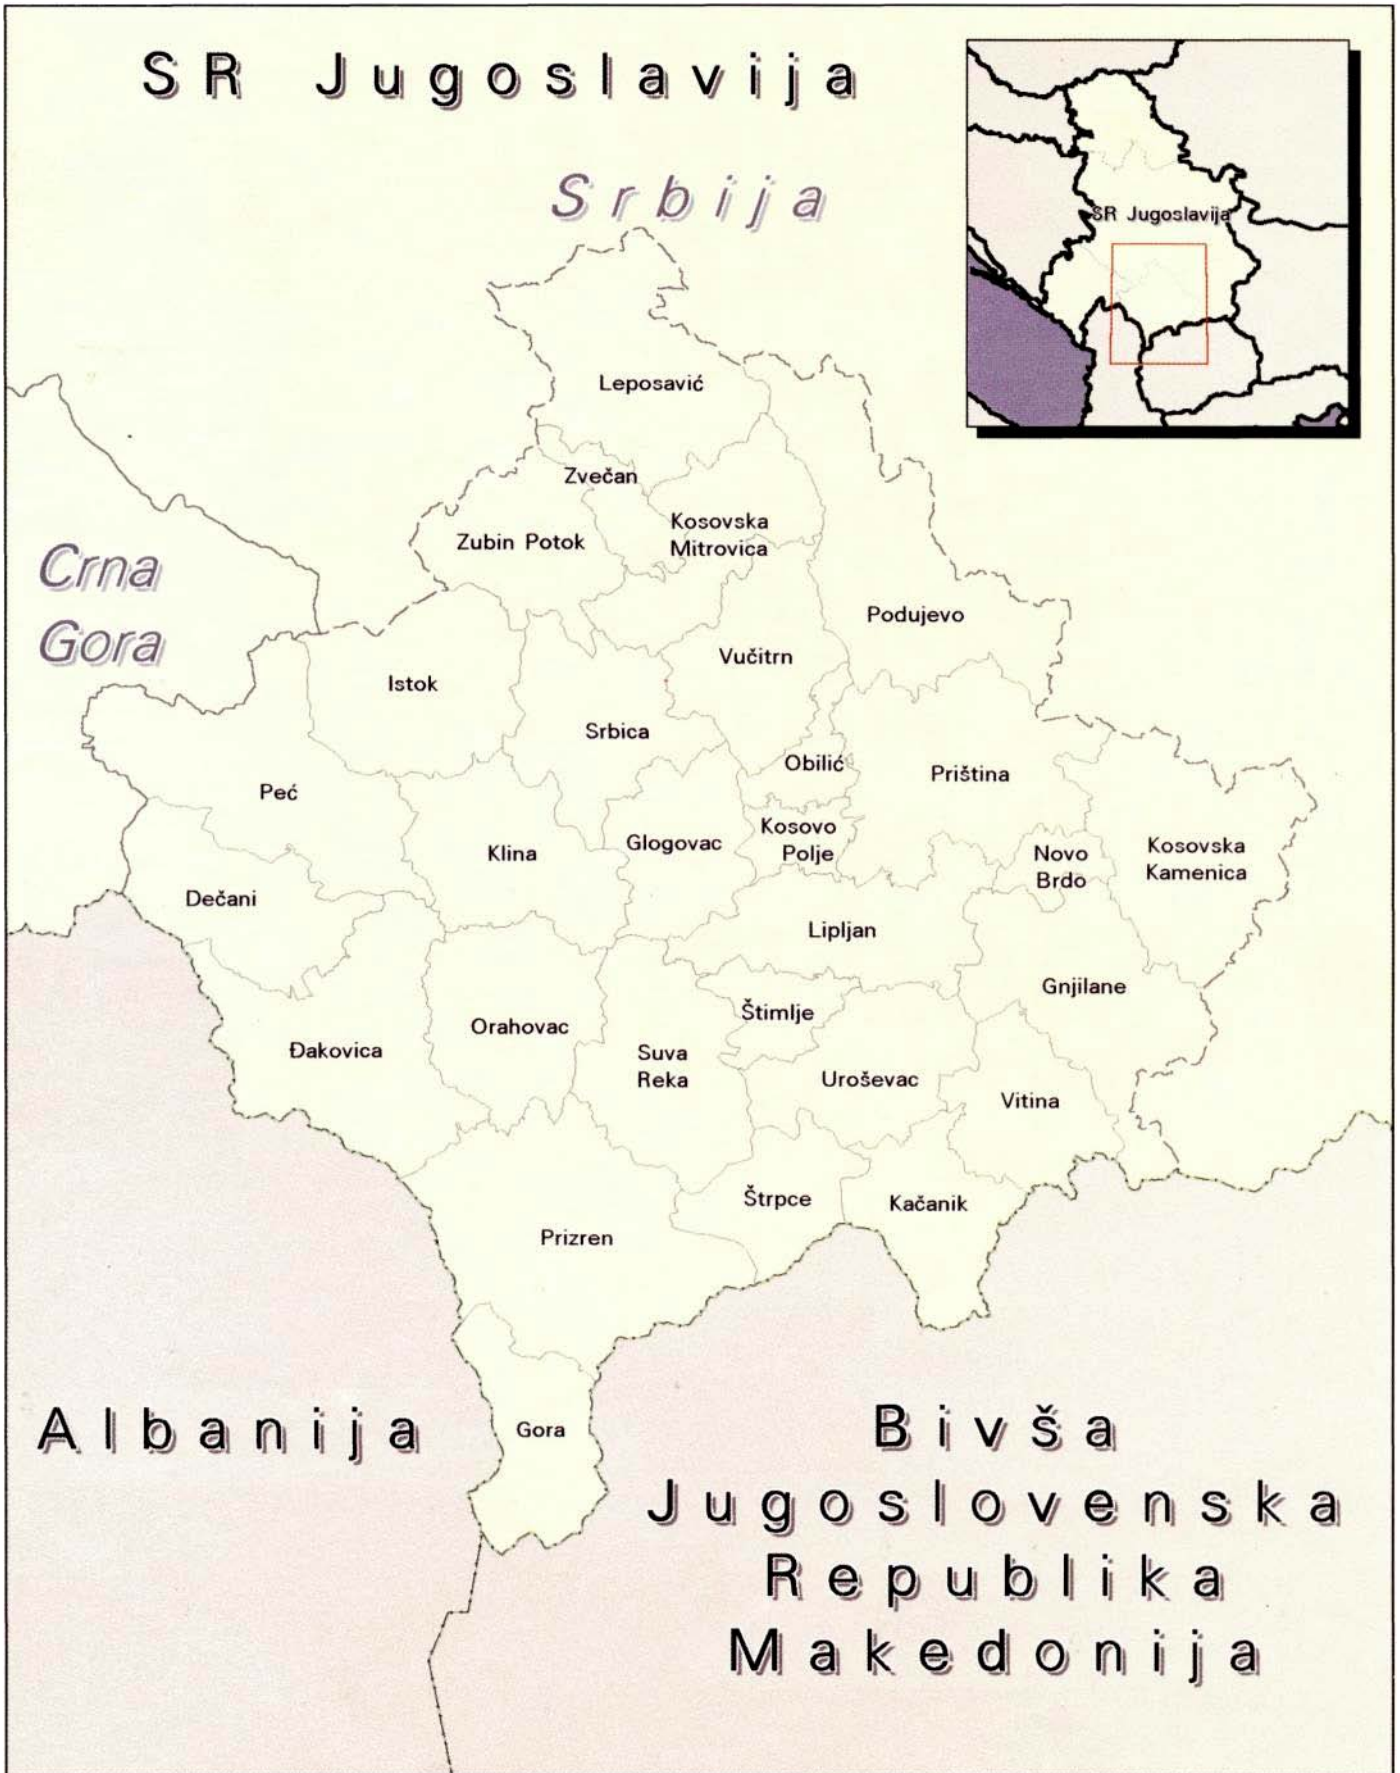 SR Jugoslavija
Srbija
SR Jugoslavija
Leposavić
Zvečan
Zubin Potok
Kosovska
Mitrovica
Crna
Gora
Podujevo
Vučitrn
Istok
Srbica
Obilić
Priština
Peć
Kosovo
Polje
Glogovac
Klina
Novo
Brdo
Kosovska
Kamenica
Dečani
Lipljan
Gnjilane
Štimlje
Orahovac
Đakovica
Suva
Reka
Uroševac
Vitina
Štrpce
Kačanik
Prizren
Gora
Albanija
Bivša
Jugoslovenska
Republika
Makedonija